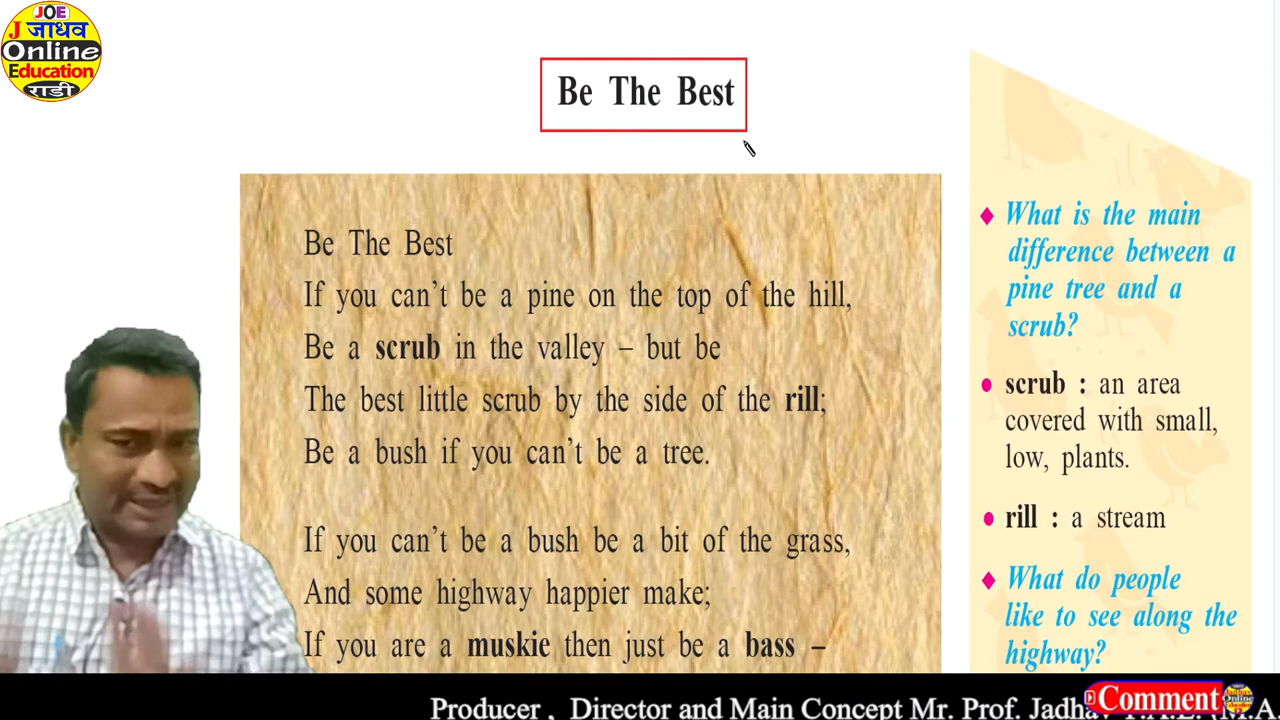 JOE
J जाधव
Online
Education
राडी
Be The Best
Be The Best
If you can't be a pine on the top of the hill,
Be a scrub in the valley – but be
The best little scrub by the side of the rill;
Be a bush if you can't be a tree.
If you can't be a bush be a bit of the grass,
And some highway happier make;
If you are a muskie then just be a bass –
What is the main
difference between a
pine tree and a
scrub?
scrub : an area
covered with small,
low, plants.
rill : a stream
What do people
like to see along the
highway?
Producer , Director and Main Concept Mr. Prof.
Comment